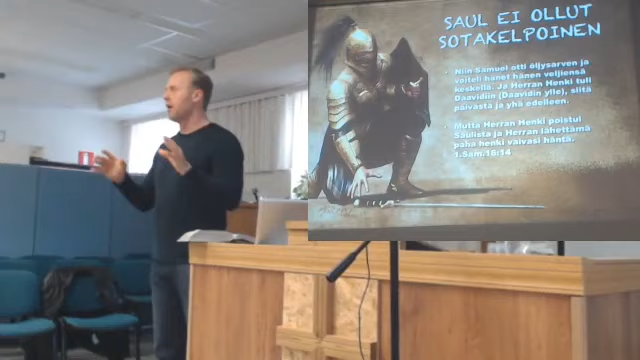 SAUL EI OLLUT
SOTAKELPOINEN
Niin Samuel otti öljysarven ja
voiteli hänet hänen veljiensä
keskellä. Ja Herran Henki tuli
Daavidiin (Daavidin ylle), siitä
päivästä ja yhä edelleen.
Mutta Herran Henki poistui
Saulista ja Herran lähettämä
paha henki vaivasi häntä.
1.Sam.16:14